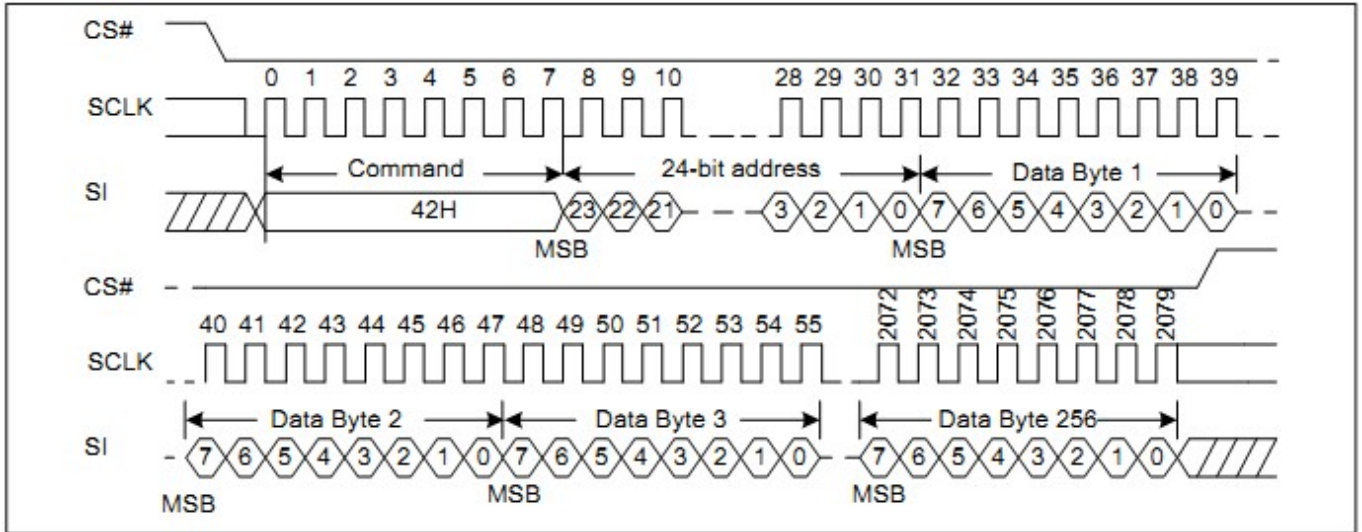 CS#
0 1 2 3 4 5 6 7 8 9 10 28 29 30 31 32 33 34 35 36 37 38 39
SCLK
Command 24-bit address Data Byte 1
SI
42H 23 22 21 3 2 1 0 7 6 5 4 3 2 1 0
MSB MSB
CS#
40 41 42 43 44 45 46 47 48 49 50 51 52 53 54 55 2072 2073 2074 2075 2076 2077 2078 2079
SCLK
Data Byte 2 Data Byte 3 Data Byte 256
SI
7 6 5 4 3 2 1 0 7 6 5 4 3 2 1 0 7 6 5 4 3 2 1 0
MSB MSB MSB